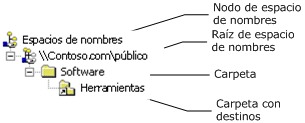 Espacios de nombres
\\Contoso.com\público
Software
Herramientas
Nodo de espacio
de nombres
Raíz de espacio
de nombres
Carpeta
Carpeta con
destinos